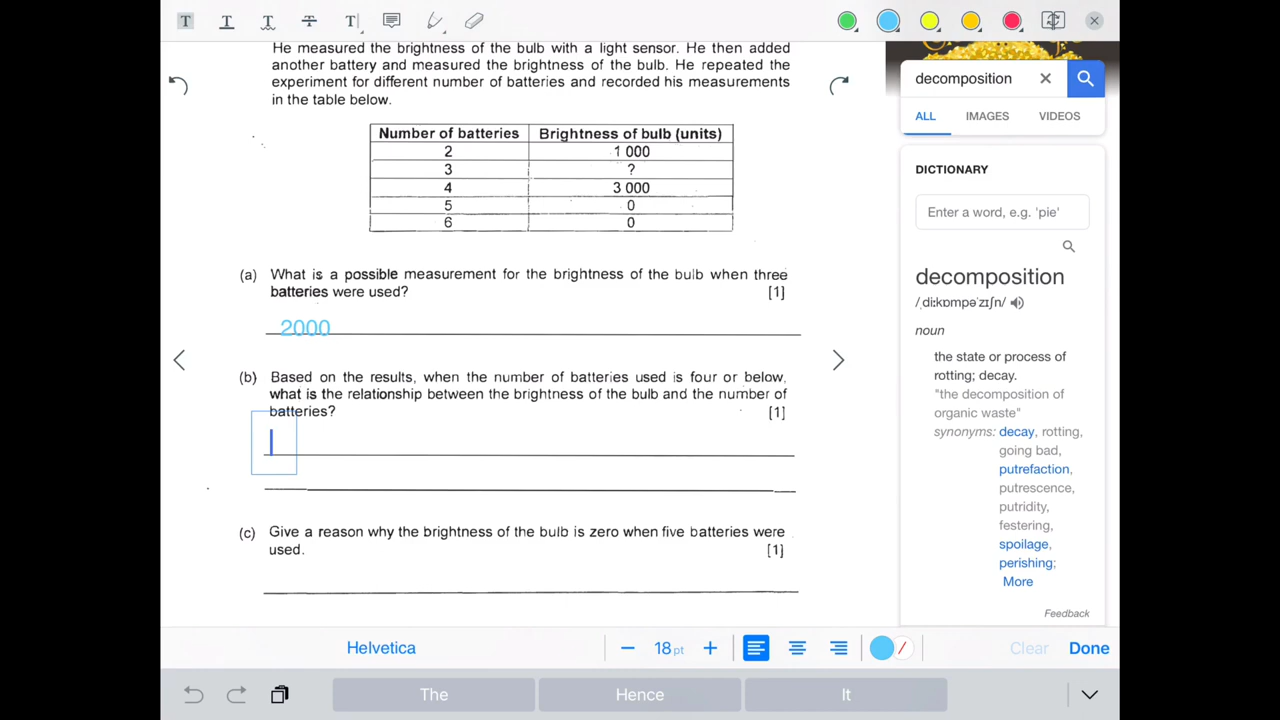 He measured the brightness of the bulb with a light sensor. He then added
another battery and measured the brightness of the bulb. He repeated the
experiment for different number of batteries and recorded his measurements
in the table below.
Number of batteries Brightness of bulb (units)
2 1 000
3 ?
4 3 000
5 0
6 0
(a) What is a possible measurement for the brightness of the bulb when three
batteries were used? [1]
2000
(b) Based on the results, when the number of batteries used is four or below,
what is the relationship between the brightness of the bulb and the number of
batteries? [1]
(c) Give a reason why the brightness of the bulb is zero when five batteries were
used. [1]
decomposition
ALL IMAGES VIDEOS
DICTIONARY
Enter a word, e.g. 'pie'
decomposition
/ˌdiːkɒmpəˈzɪʃn/
noun
the state or process of
rotting; decay.
"the decomposition of
organic waste"
synonyms: decay, rotting,
going bad,
putrefaction,
putrescence,
putridity,
festering,
spoilage,
perishing;
More
Feedback
Helvetica 18 pt Clear Done
The Hence It